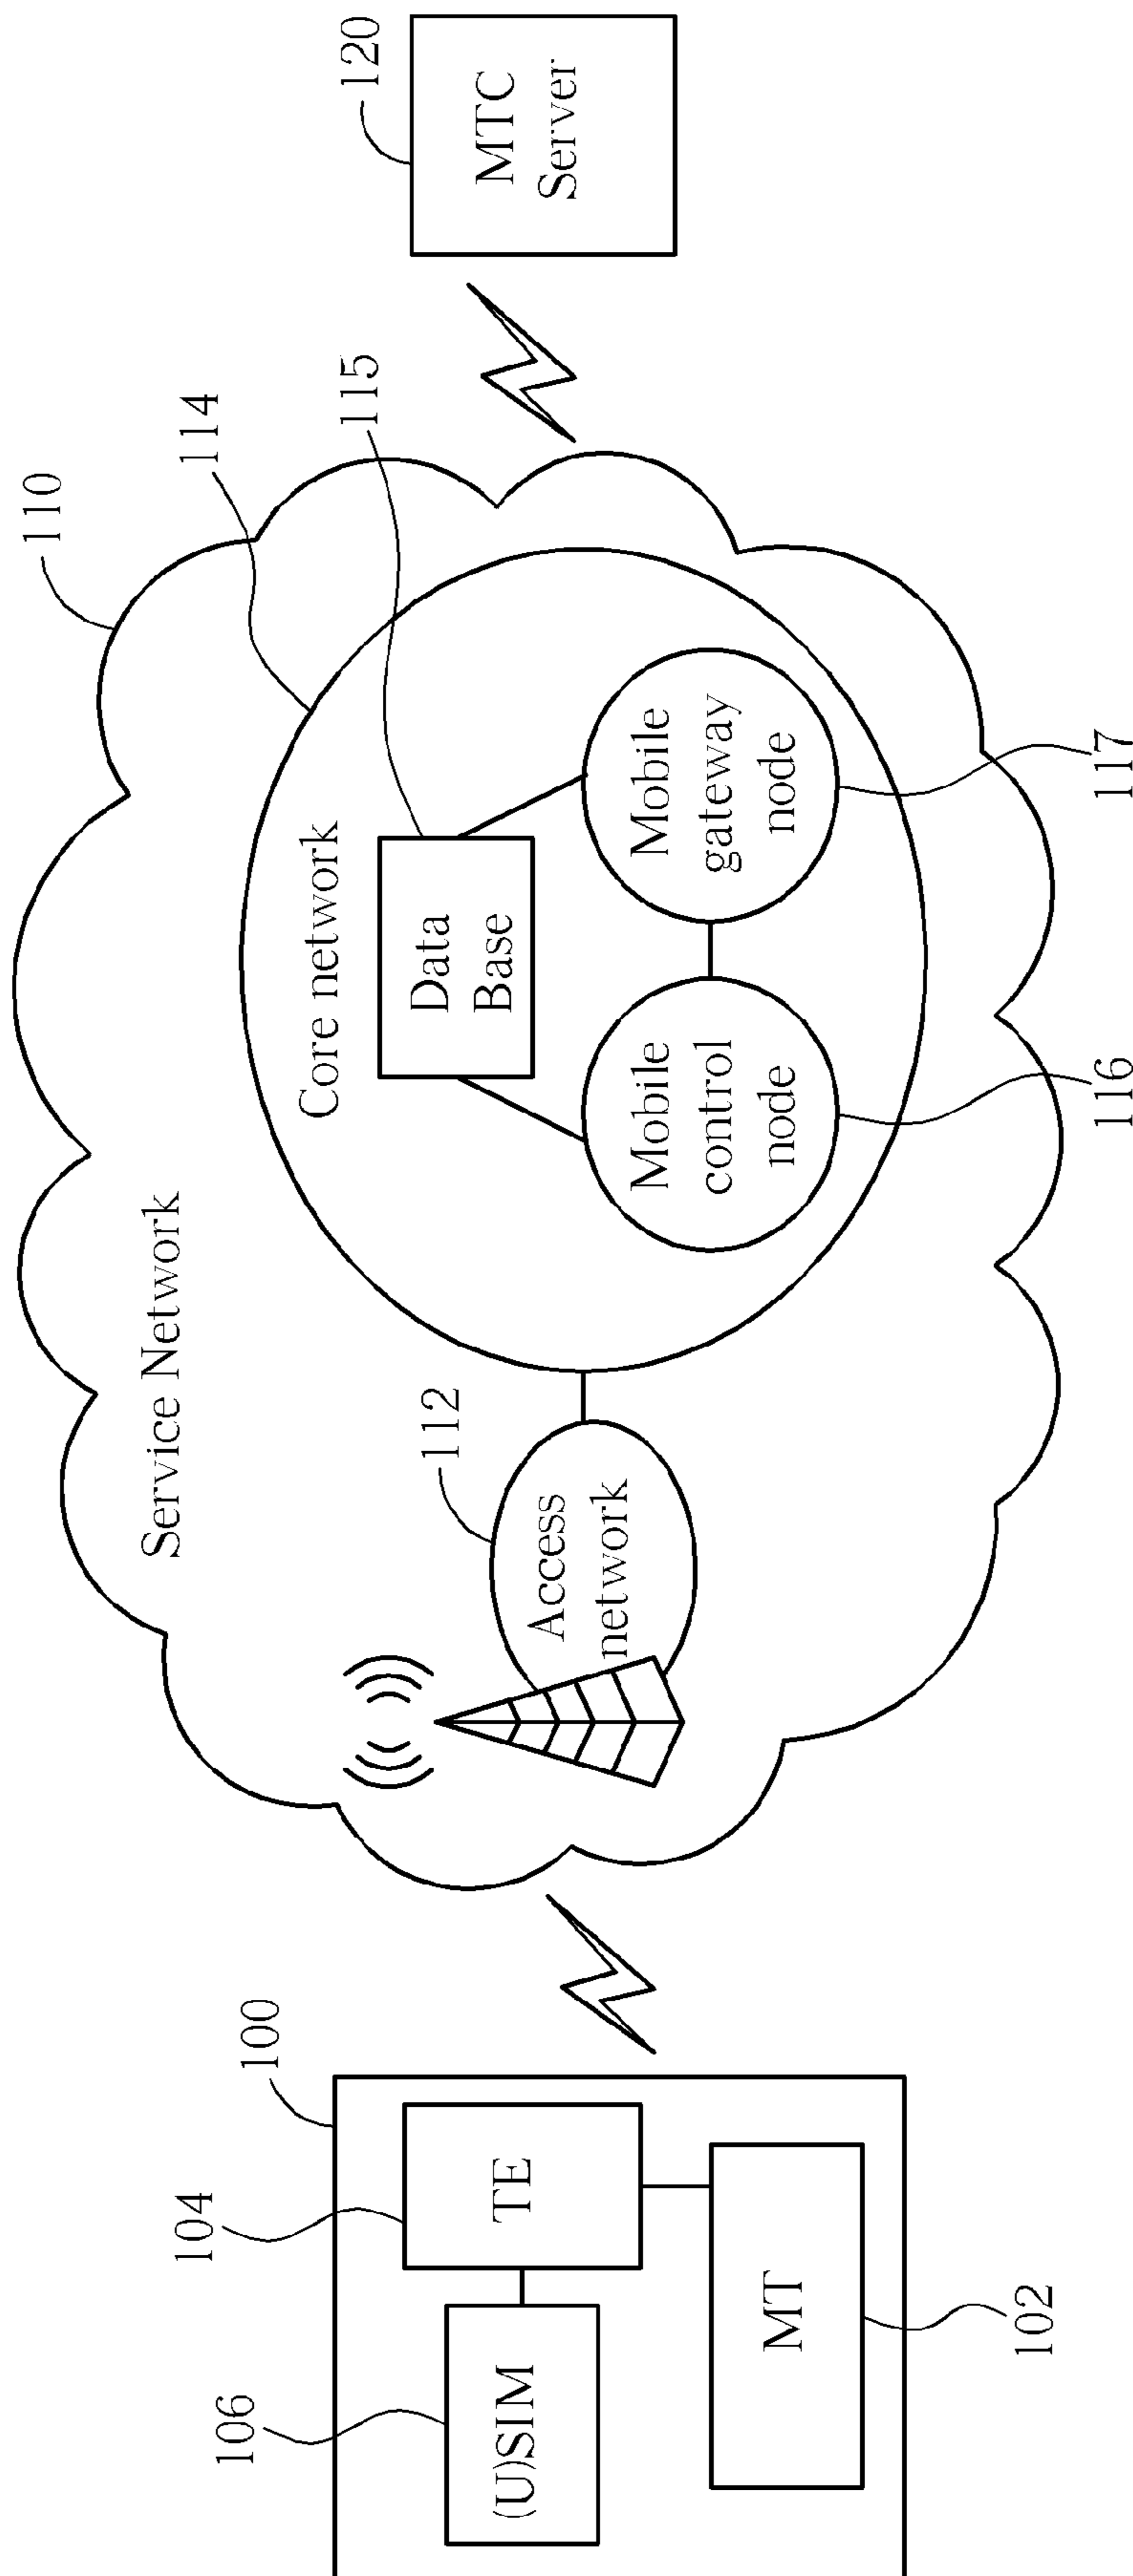 100
106
(U)SIM
104
TE
MT
102
Service Network
110
112
Access
network
114
Core network
115
Data
Base
Mobile
control
node
116
Mobile
gateway
node
117
120
MTC
Server